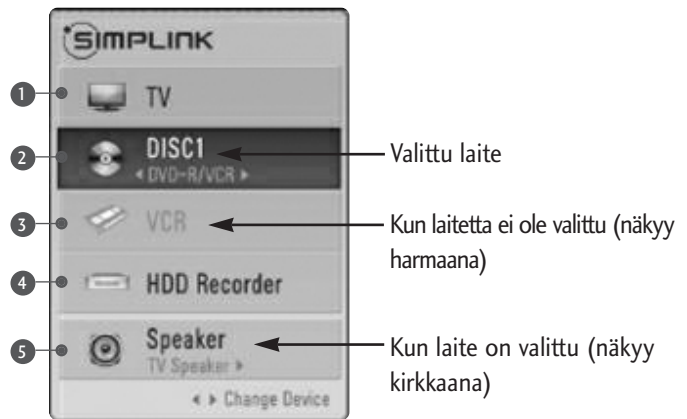 SIMPLINK
1 TV
2 DISC1
◂ DVD-R/VCR ▸
Valittu laite
3 VCR
Kun laitetta ei ole valittu (näkyy
harmaana)
4 HDD Recorder
5 Speaker
TV Speaker ▸
Kun laite on valittu (näkyy
kirkkaana)
◂ ▸ Change Device